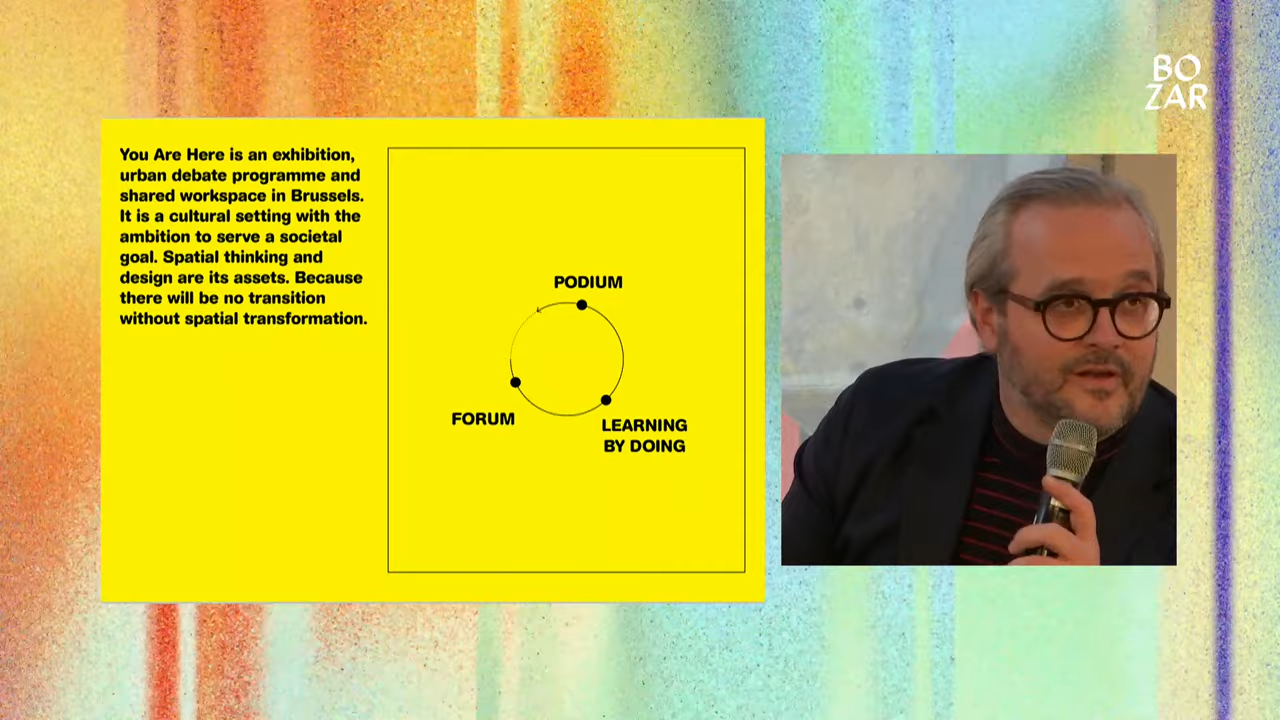 BO
ZAR
You Are Here is an exhibition,
urban debate programme and
shared workspace in Brussels.
It is a cultural setting with the
ambition to serve a societal
goal. Spatial thinking and
design are its assets. Because
there will be no transition
without spatial transformation.
PODIUM
FORUM
LEARNING
BY DOING